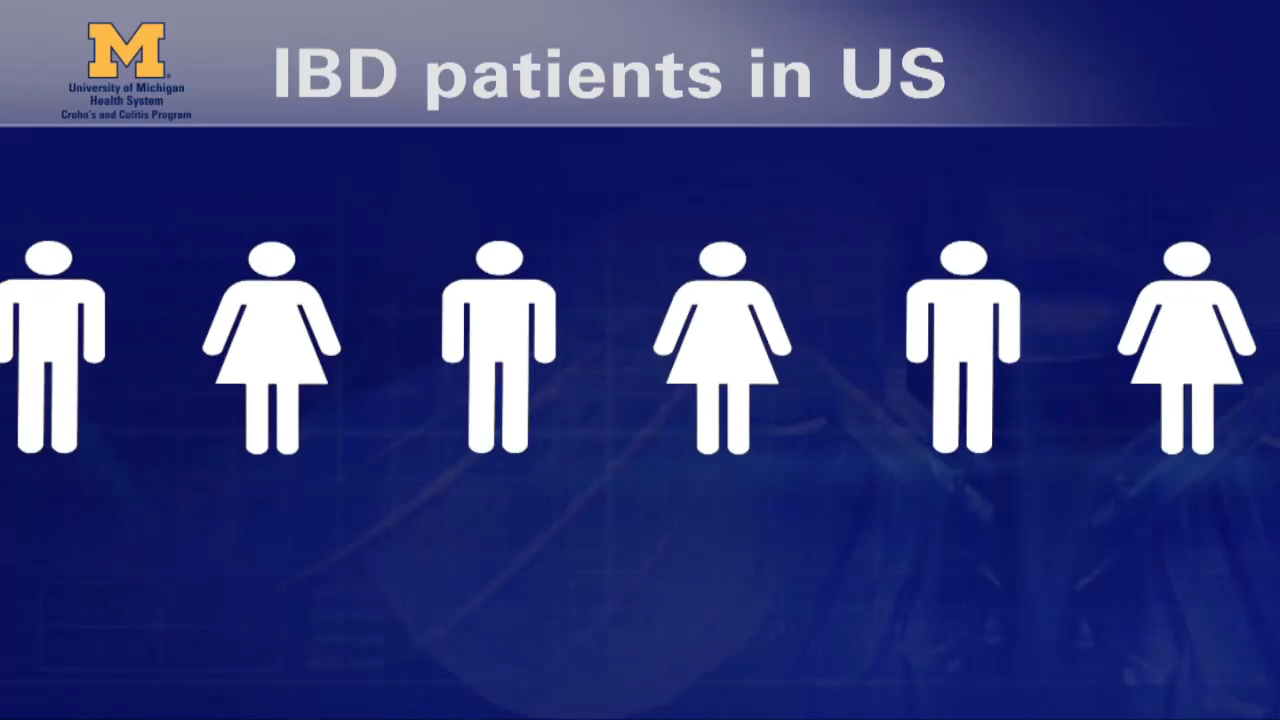 M
University of Michigan
Health System
Crohn's and Colitis Program
IBD patients in US